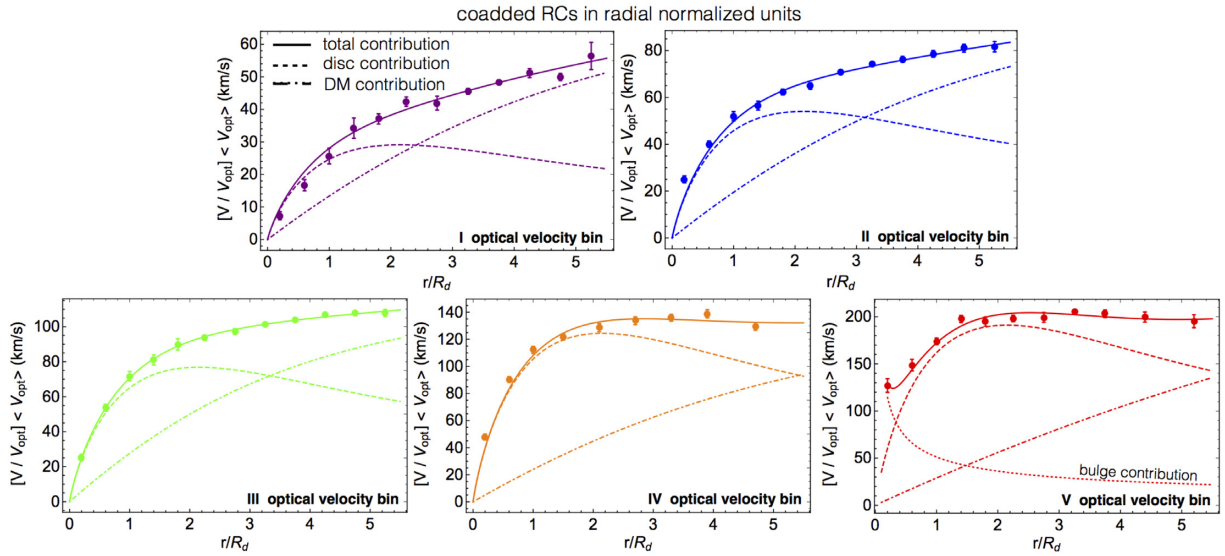 coadded RCs in radial normalized units
total contribution
disc contribution
DM contribution
[V / Vopt] < Vopt> (km/s)
60
50
40
30
20
10
0
I optical velocity bin
0 1 2 3 4 5
r/Rd
[V / Vopt] < Vopt> (km/s)
80
60
40
20
0
II optical velocity bin
0 1 2 3 4 5
r/Rd
[V / Vopt] < Vopt> (km/s)
100
80
60
40
20
0
III optical velocity bin
0 1 2 3 4 5
r/Rd
[V / Vopt] < Vopt> (km/s)
140
120
100
80
60
40
20
0
IV optical velocity bin
0 1 2 3 4 5
r/Rd
[V / Vopt] < Vopt> (km/s)
200
150
100
50
0
bulge contribution
V optical velocity bin
0 1 2 3 4 5
r/Rd